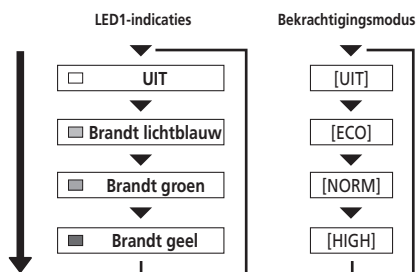 LED1-indicaties Bekrachtigingsmodus
UIT [UIT]
Brandt lichtblauw [ECO]
Brandt groen [NORM]
Brandt geel [HIGH]